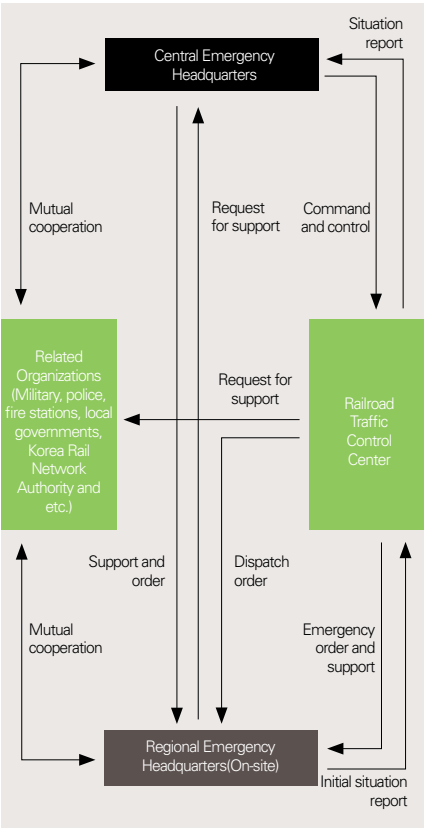 Situation
report
Central Emergency
Headquarters
Mutual
cooperation
Request
for support
Command
and control
Related
Organizations
(Military, police,
fire stations, local
governments,
Korea Rail
Network
Authority and
etc.)
Request for
support
Railroad
Traffic
Control
Center
Support and
order
Dispatch
order
Mutual
cooperation
Emergency
order and
support
Regional Emergency
Headquarters(On-site)
Initial situation
report